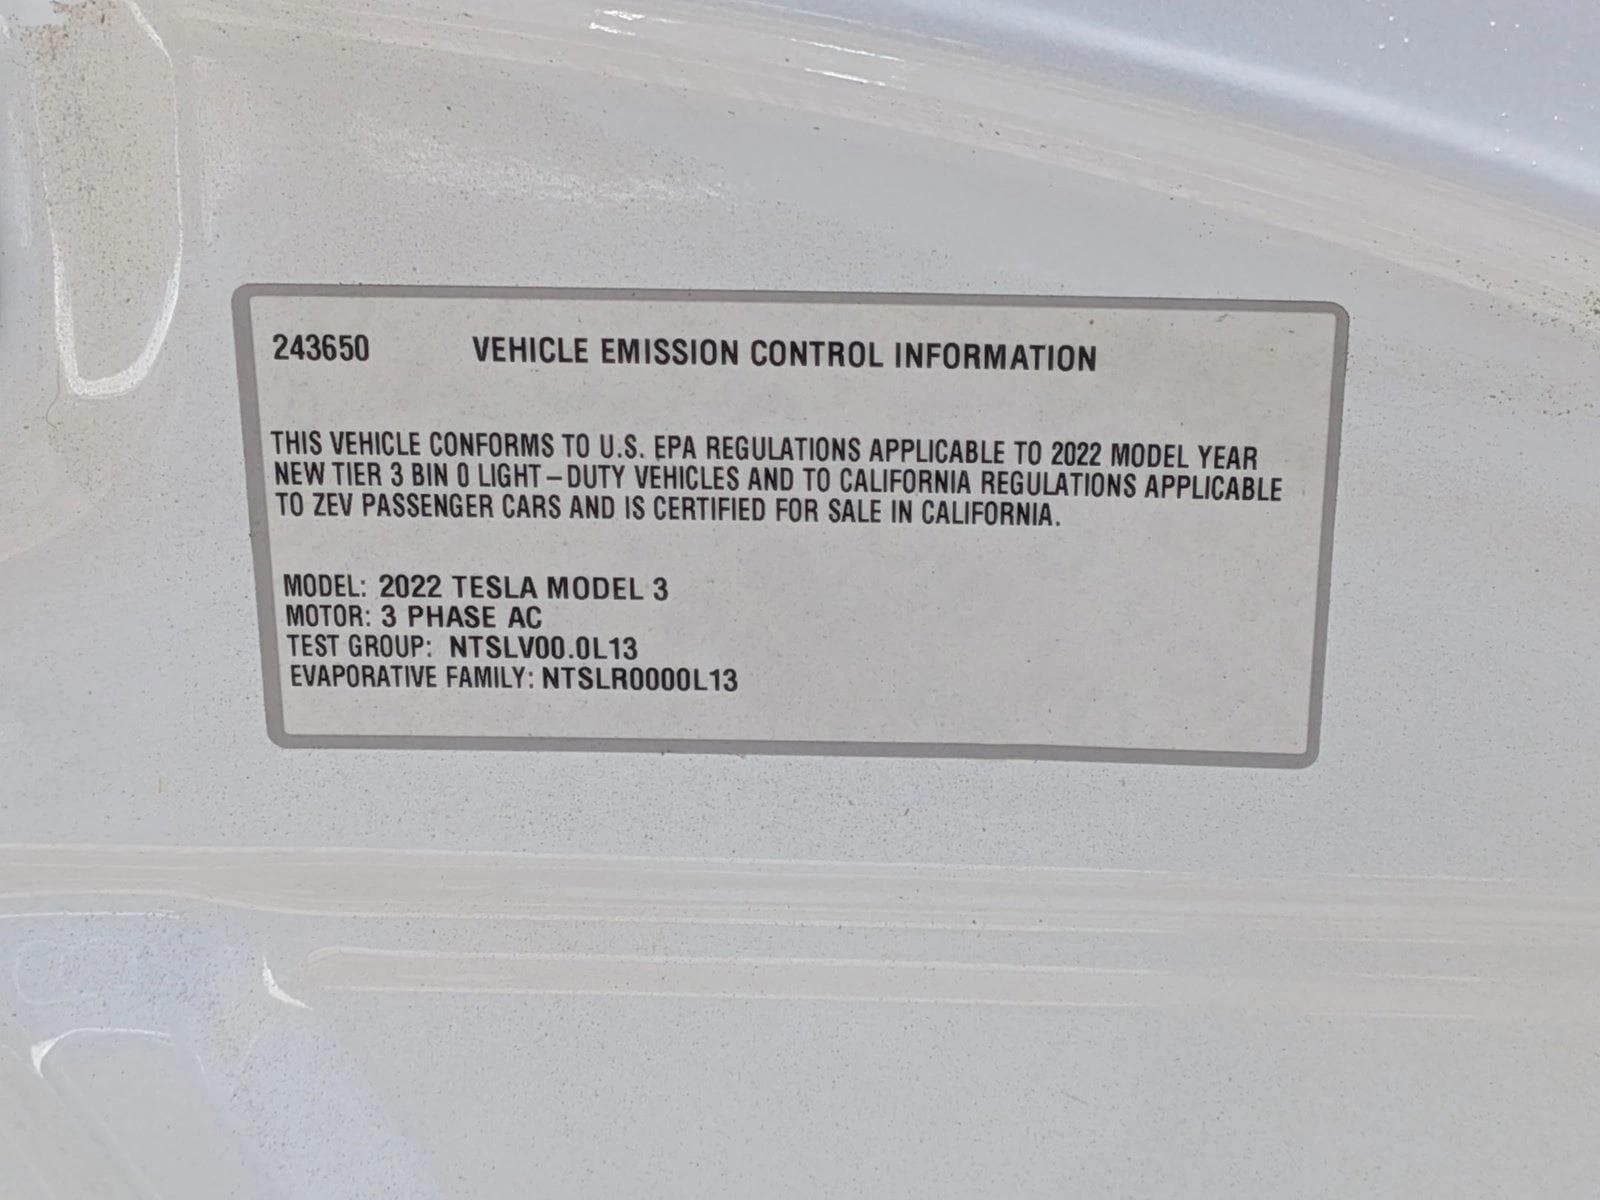 243650 VEHICLE EMISSION CONTROL INFORMATION
THIS VEHICLE CONFORMS TO U.S. EPA REGULATIONS APPLICABLE TO 2022 MODEL YEAR
NEW TIER 3 BIN 0 LIGHT-DUTY VEHICLES AND TO CALIFORNIA REGULATIONS APPLICABLE
TO ZEV PASSENGER CARS AND IS CERTIFIED FOR SALE IN CALIFORNIA.
MODEL: 2022 TESLA MODEL 3
MOTOR: 3 PHASE AC
TEST GROUP: NTSLV00.0L13
EVAPORATIVE FAMILY: NTSLR0000L13